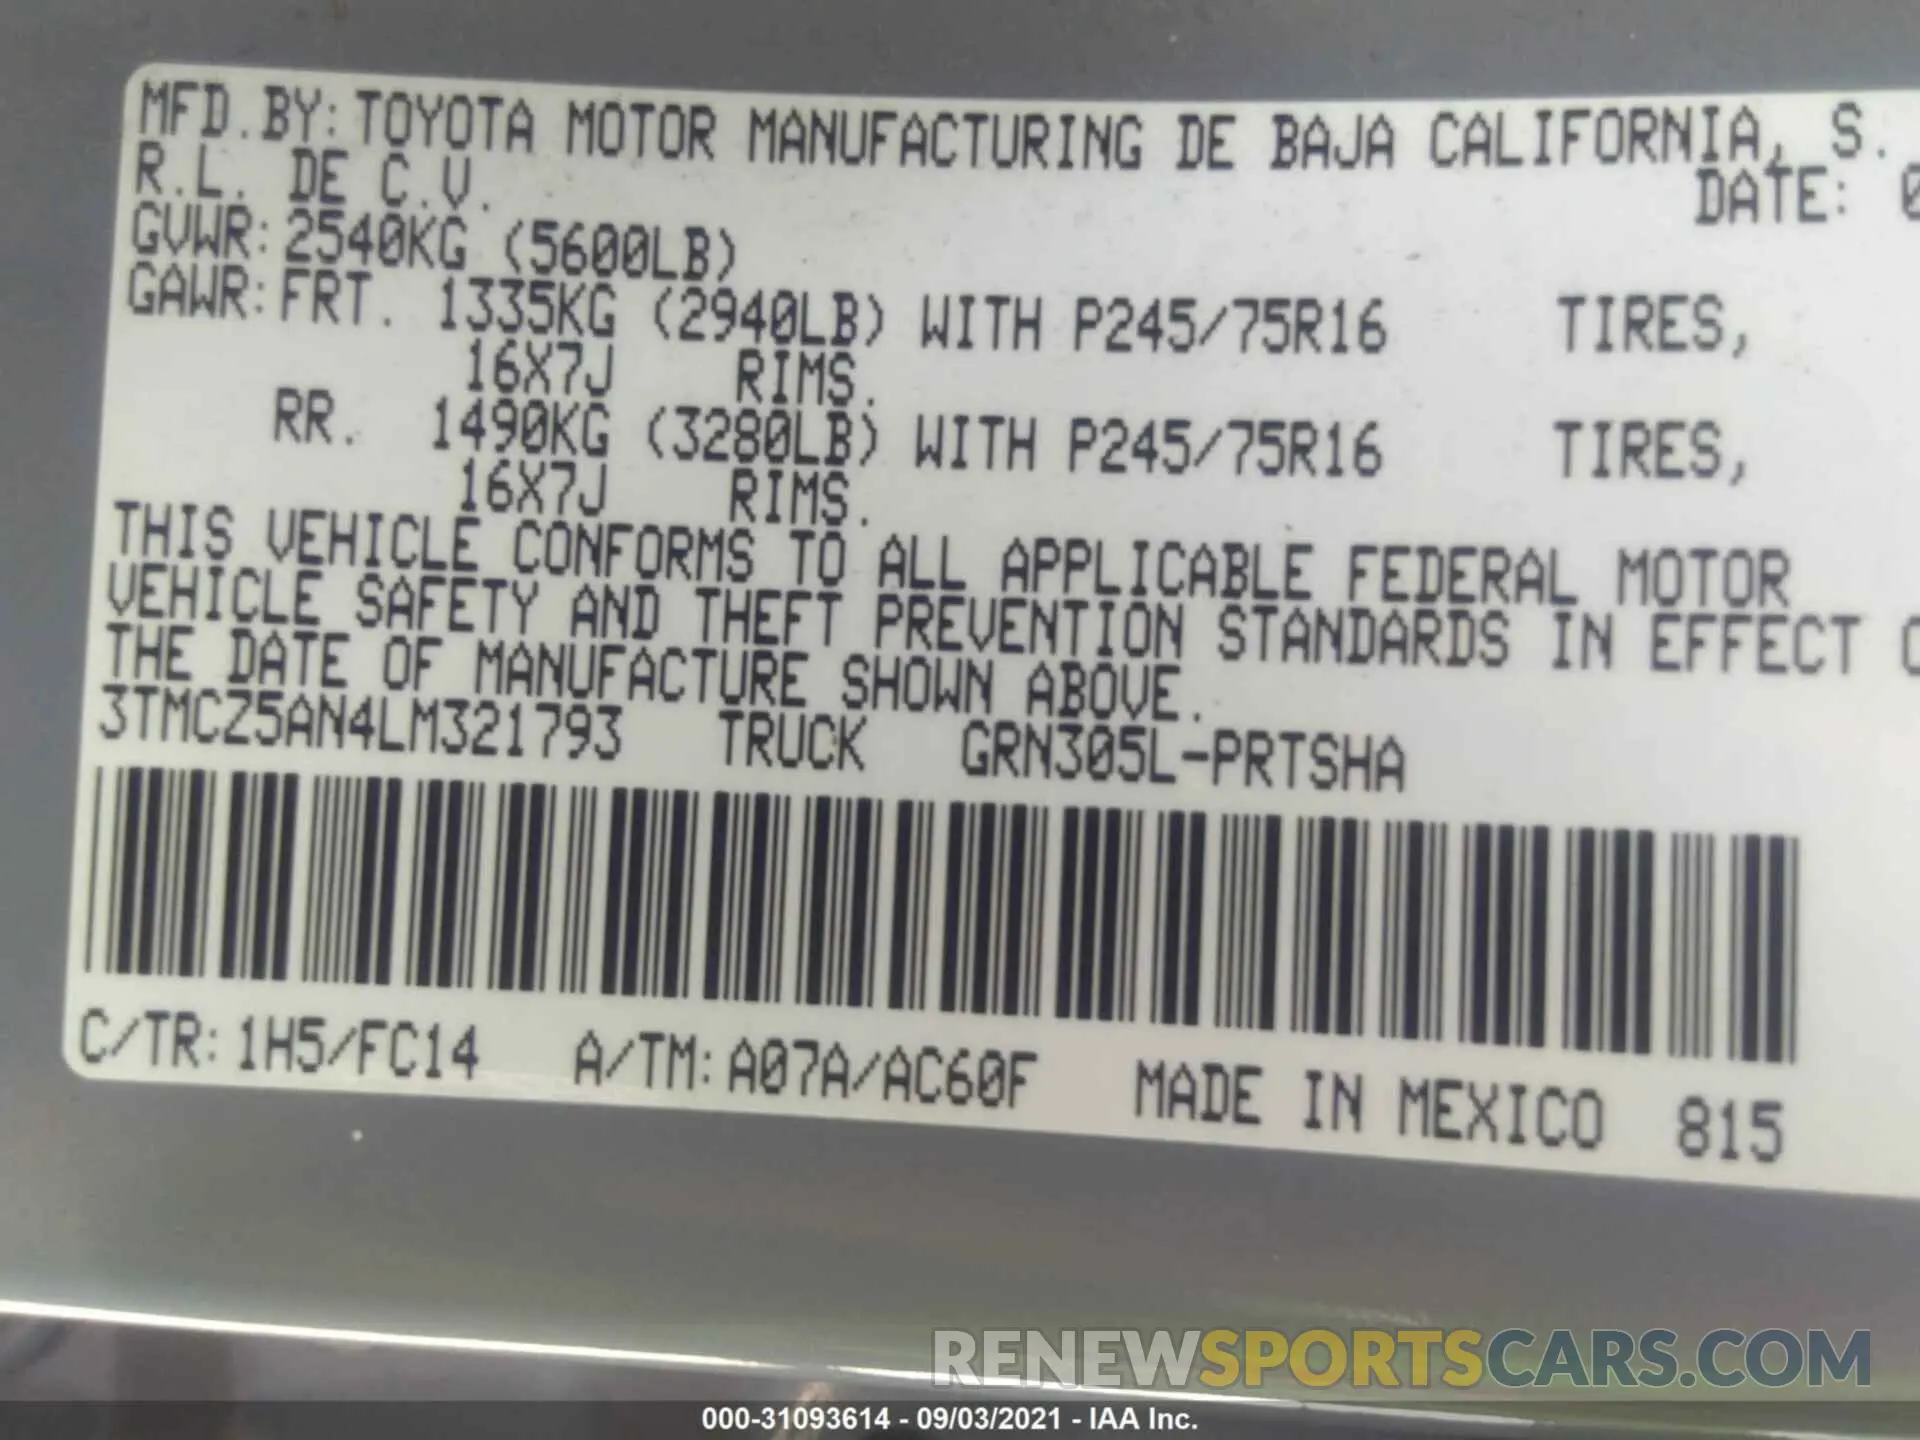 MFD.BY: TOYOTA MOTOR MANUFACTURING DE BAJA CALIFORNIA, S.
R.L. DE C.V. DATE: 0
GVWR: 2540KG (5600LB)
GAWR: FRT. 1335KG (2940LB) WITH P245/75R16 TIRES,
16X7J RIMS.
RR. 1490KG (3280LB) WITH P245/75R16 TIRES,
16X7J RIMS.
THIS VEHICLE CONFORMS TO ALL APPLICABLE FEDERAL MOTOR
VEHICLE SAFETY AND THEFT PREVENTION STANDARDS IN EFFECT
THE DATE OF MANUFACTURE SHOWN ABOVE.
3TMCZ5AN4LM321793 TRUCK GRN305L-PRTSHA
C/TR: 1H5/FC14 A/TM: A07A/AC60F MADE IN MEXICO 815
RENEWSPORTSCARS.COM
000-31093614 - 09/03/2021 - IAA Inc.